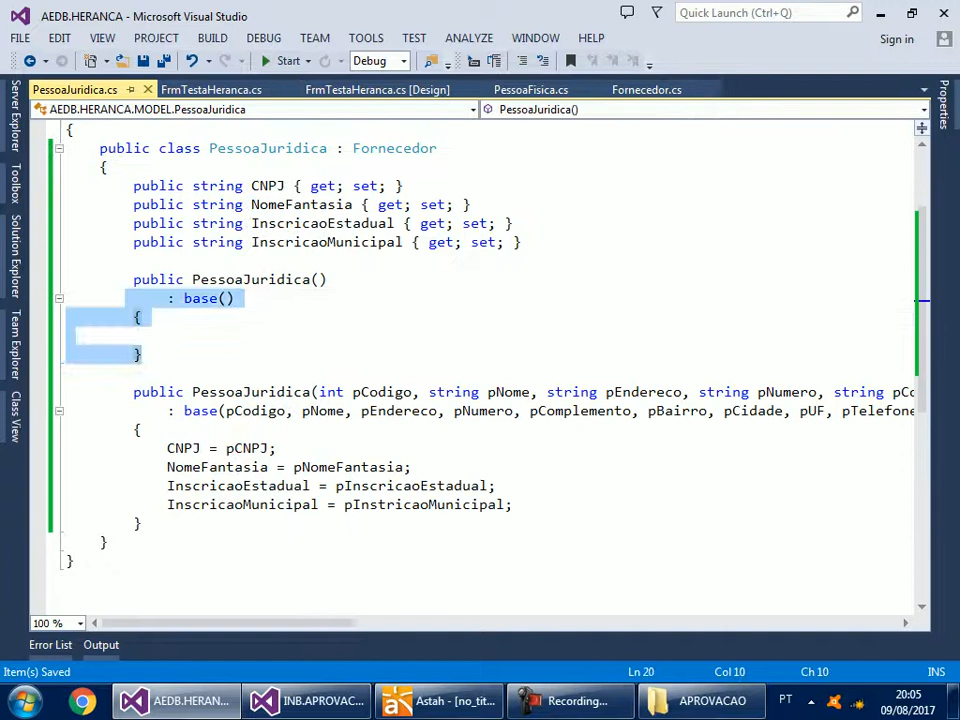 AEDB.HERANCA - Microsoft Visual Studio
Quick Launch (Ctrl+Q)
FILE EDIT VIEW PROJECT BUILD DEBUG TEAM TOOLS TEST ANALYZE WINDOW HELP
Sign in
Start Debug
PessoaJuridica.cs FrmTestaHeranca.cs FrmTestaHeranca.cs [Design] PessoaFisica.cs Fornecedor.cs
AEDB.HERANCA.MODEL.PessoaJuridica PessoaJuridica()
Server Explorer
Toolbox
Solution Explorer
Team Explorer
Class View
Properties
{
public class PessoaJuridica : Fornecedor
{
public string CNPJ { get; set; }
public string NomeFantasia { get; set; }
public string InscricaoEstadual { get; set; }
public string InscricaoMunicipal { get; set; }
public PessoaJuridica()
: base()
{
}
public PessoaJuridica(int pCodigo, string pNome, string pEndereco, string pNumero, string pCo
: base(pCodigo, pNome, pEndereco, pNumero, pComplemento, pBairro, pCidade, pUF, pTelefone
{
CNPJ = pCNPJ;
NomeFantasia = pNomeFantasia;
InscricaoEstadual = pInscricaoEstadual;
InscricaoMunicipal = pInstricaoMunicipal;
}
}
}
100 %
Error List Output
Item(s) Saved Ln 20 Col 10 Ch 10 INS
AEDB.HERAN... INB.APROVAC... Astah - [no_tit... Recording... APROVACAO PT 20:05
09/08/2017